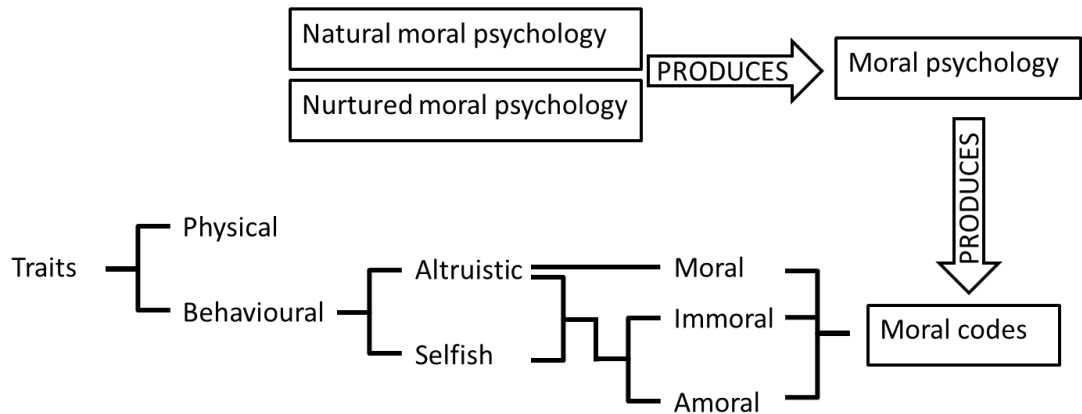 Natural moral psychology
Nurtured moral psychology
PRODUCES
Moral psychology
PRODUCES
Traits
Physical
Behavioural
Altruistic
Selfish
Moral
Immoral
Amoral
Moral codes